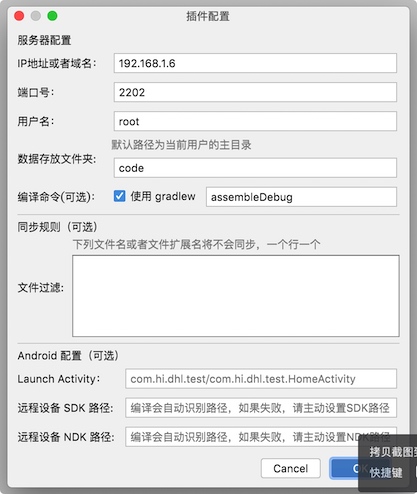 插件配置
服务器配置
IP地址或者域名： 192.168.1.6
端口号： 2202
用户名： root
默认路径为当前用户的主目录
数据存放文件夹: code
编译命令(可选): 使用 gradlew assembleDebug
同步规则（可选）
下列文件名或者文件扩展名将不会同步，一个行一个
文件过滤:
Android 配置（可选）
Launch Activity： com.hi.dhl.test/com.hi.dhl.test.HomeActivity
远程设备 SDK 路径: 编译会自动识别路径，如果失败，请主动设置SDK路径
远程设备 NDK 路径: 编译会自动识别路径，如果失败，请主动设置NDK路径
拷贝截图
Cancel
快捷键